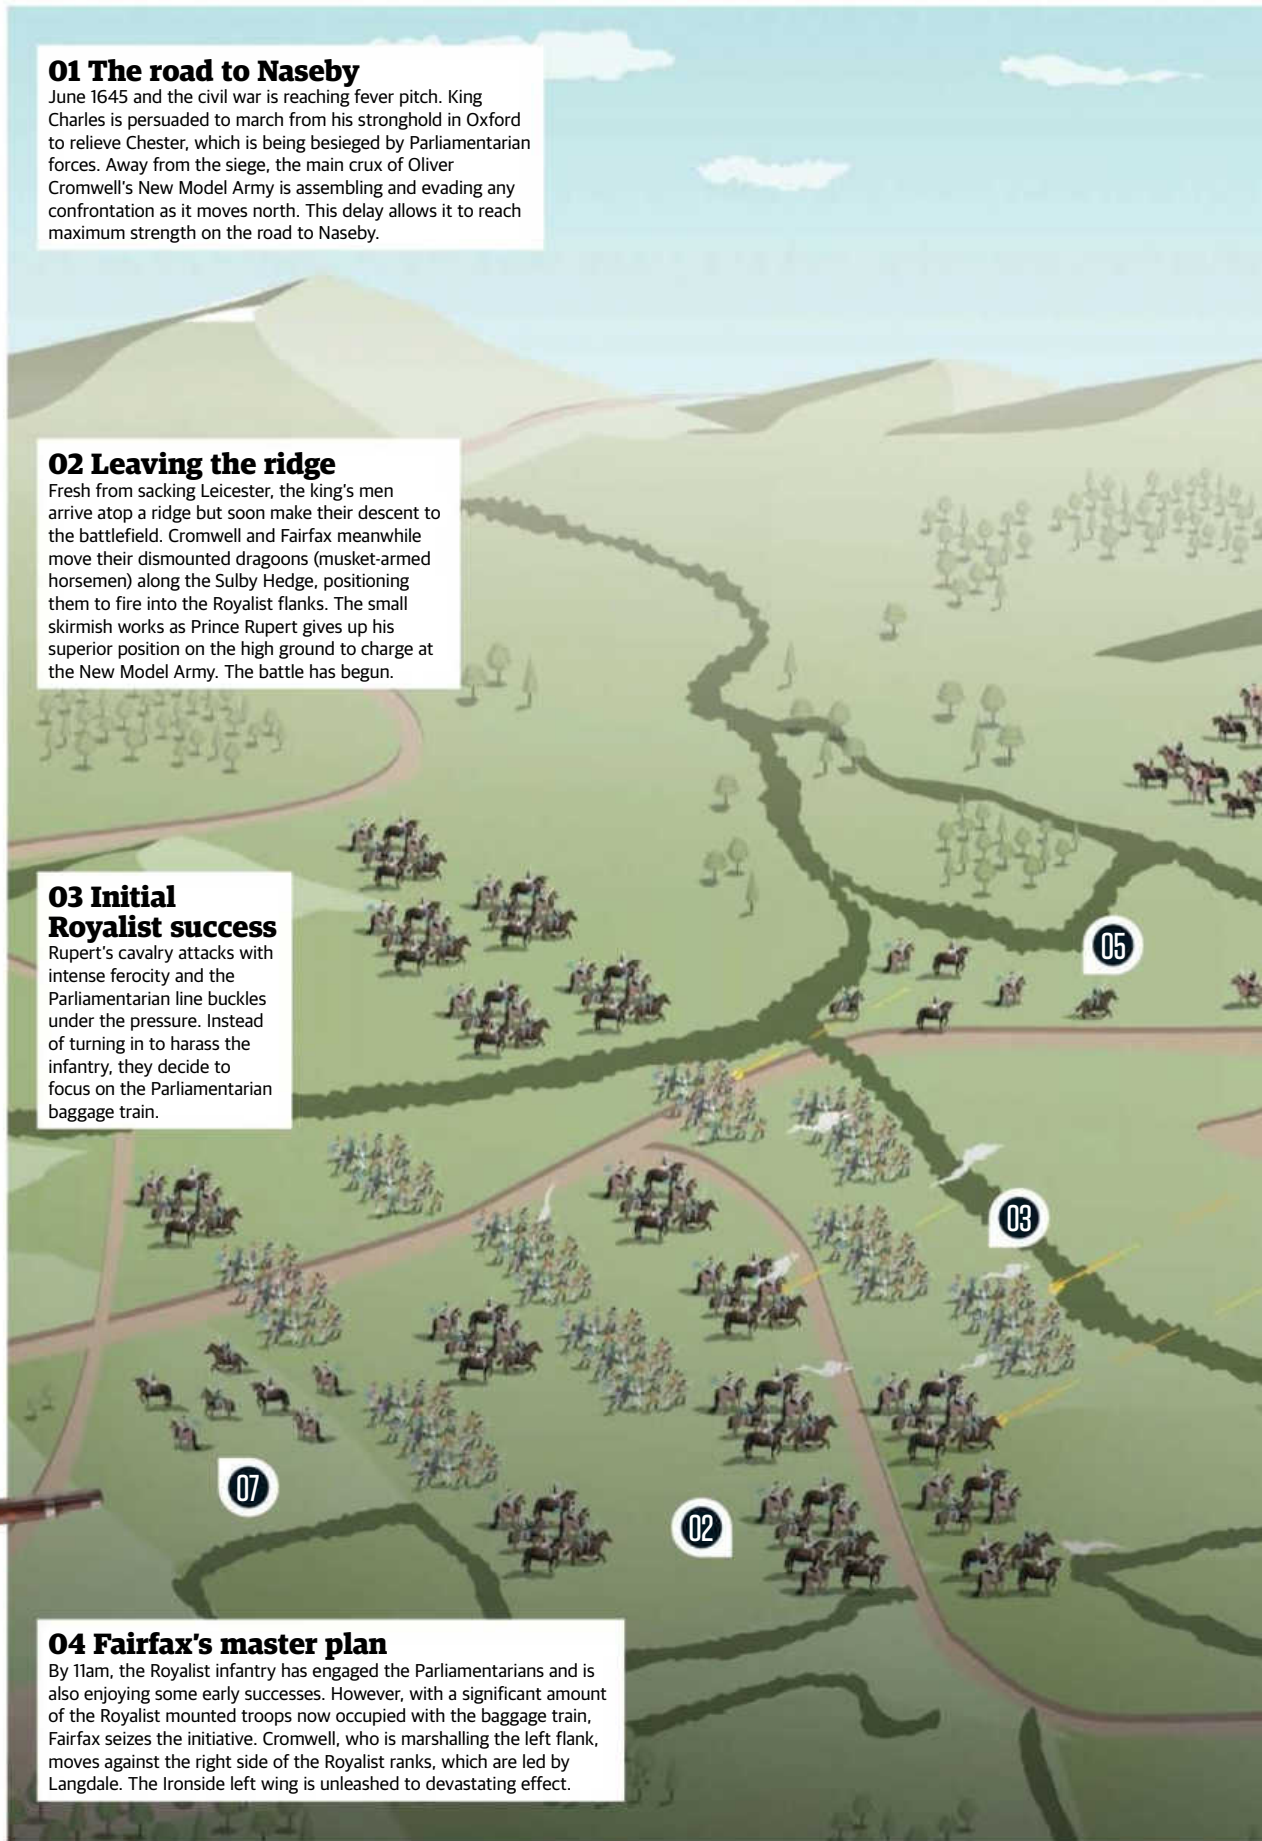 01 The road to Naseby
June 1645 and the civil war is reaching fever pitch. King
Charles is persuaded to march from his stronghold in Oxford
to relieve Chester, which is being besieged by Parliamentarian
forces. Away from the siege, the main crux of Oliver
Cromwell's New Model Army is assembling and evading any
confrontation as it moves north. This delay allows it to reach
maximum strength on the road to Naseby.
02 Leaving the ridge
Fresh from sacking Leicester, the king's men
arrive atop a ridge but soon make their descent to
the battlefield. Cromwell and Fairfax meanwhile
move their dismounted dragoons (musket-armed
horsemen) along the Sulby Hedge, positioning
them to fire into the Royalist flanks. The small
skirmish works as Prince Rupert gives up his
superior position on the high ground to charge at
the New Model Army. The battle has begun.
03 Initial
Royalist success
Rupert's cavalry attacks with
intense ferocity and the
Parliamentarian line buckles
under the pressure. Instead
of turning in to harass the
infantry, they decide to
focus on the Parliamentarian
baggage train.
05
03
07
02
04 Fairfax's master plan
By 11am, the Royalist infantry has engaged the Parliamentarians and is
also enjoying some early successes. However, with a significant amount
of the Royalist mounted troops now occupied with the baggage train,
Fairfax seizes the initiative. Cromwell, who is marshalling the left flank,
moves against the right side of the Royalist ranks, which are led by
Langdale. The Ironside left wing is unleashed to devastating effect.